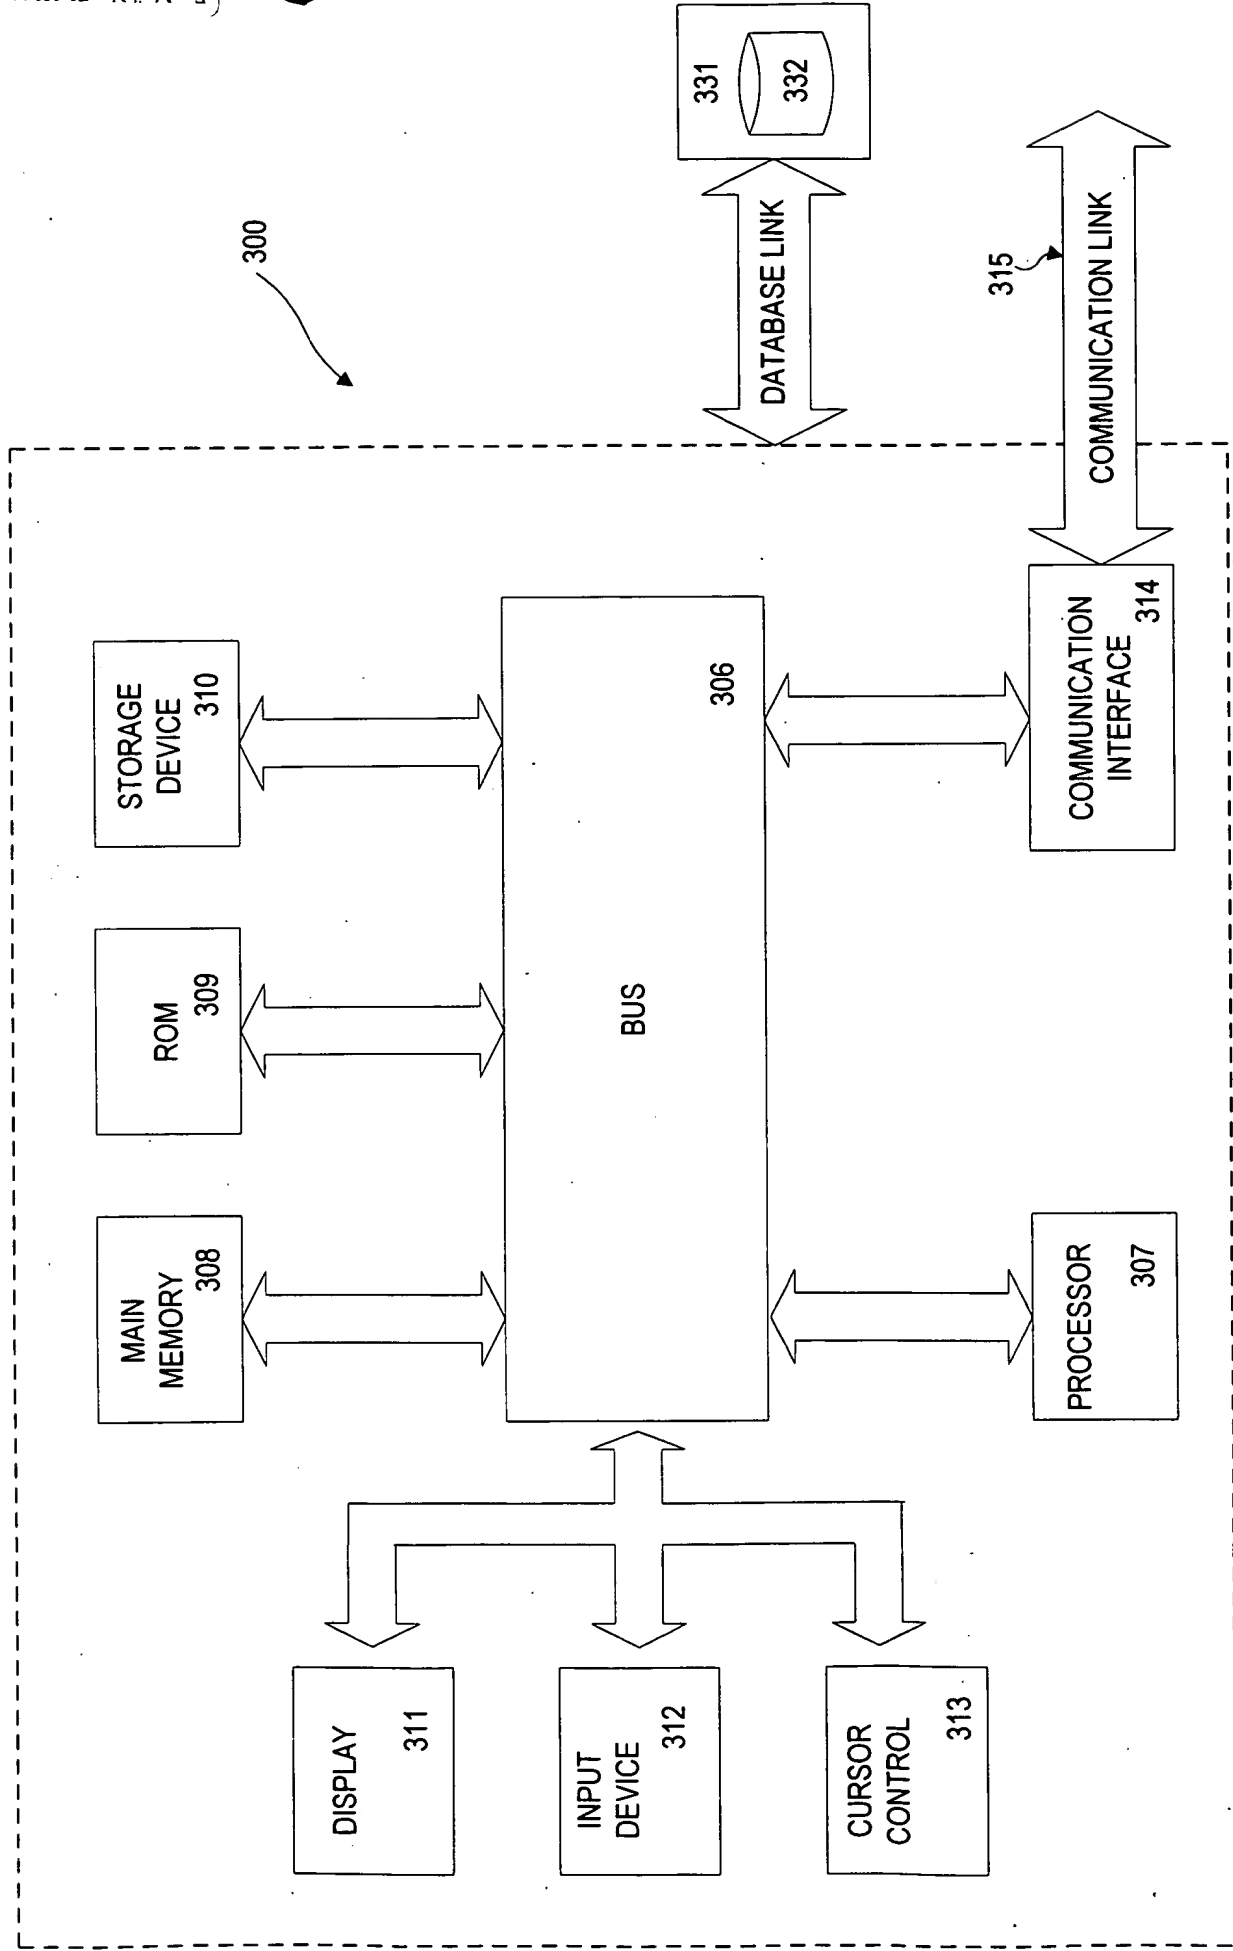 300
331
332
DATABASE LINK
315
COMMUNICATION LINK
MAIN
MEMORY
308
ROM
309
STORAGE
DEVICE
310
DISPLAY
311
INPUT
DEVICE
312
CURSOR
CONTROL
313
BUS
306
PROCESSOR
307
COMMUNICATION
INTERFACE
314